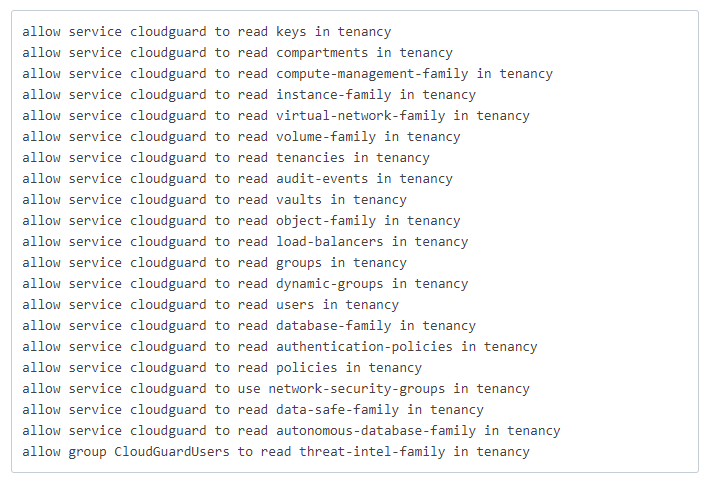 allow service cloudguard to read keys in tenancy
allow service cloudguard to read compartments in tenancy
allow service cloudguard to read compute-management-family in tenancy
allow service cloudguard to read instance-family in tenancy
allow service cloudguard to read virtual-network-family in tenancy
allow service cloudguard to read volume-family in tenancy
allow service cloudguard to read tenancies in tenancy
allow service cloudguard to read audit-events in tenancy
allow service cloudguard to read vaults in tenancy
allow service cloudguard to read object-family in tenancy
allow service cloudguard to read load-balancers in tenancy
allow service cloudguard to read groups in tenancy
allow service cloudguard to read dynamic-groups in tenancy
allow service cloudguard to read users in tenancy
allow service cloudguard to read database-family in tenancy
allow service cloudguard to read authentication-policies in tenancy
allow service cloudguard to read policies in tenancy
allow service cloudguard to use network-security-groups in tenancy
allow service cloudguard to read data-safe-family in tenancy
allow service cloudguard to read autonomous-database-family in tenancy
allow group CloudGuardUsers to read threat-intel-family in tenancy